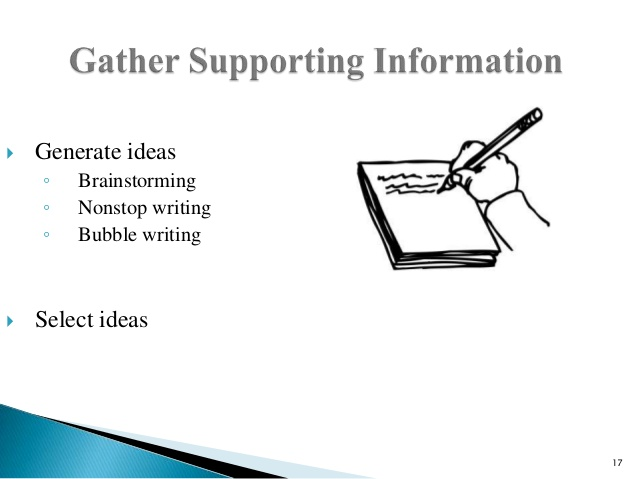 Gather Supporting Information
Generate ideas
Brainstorming
Nonstop writing
Bubble writing
Select ideas
17